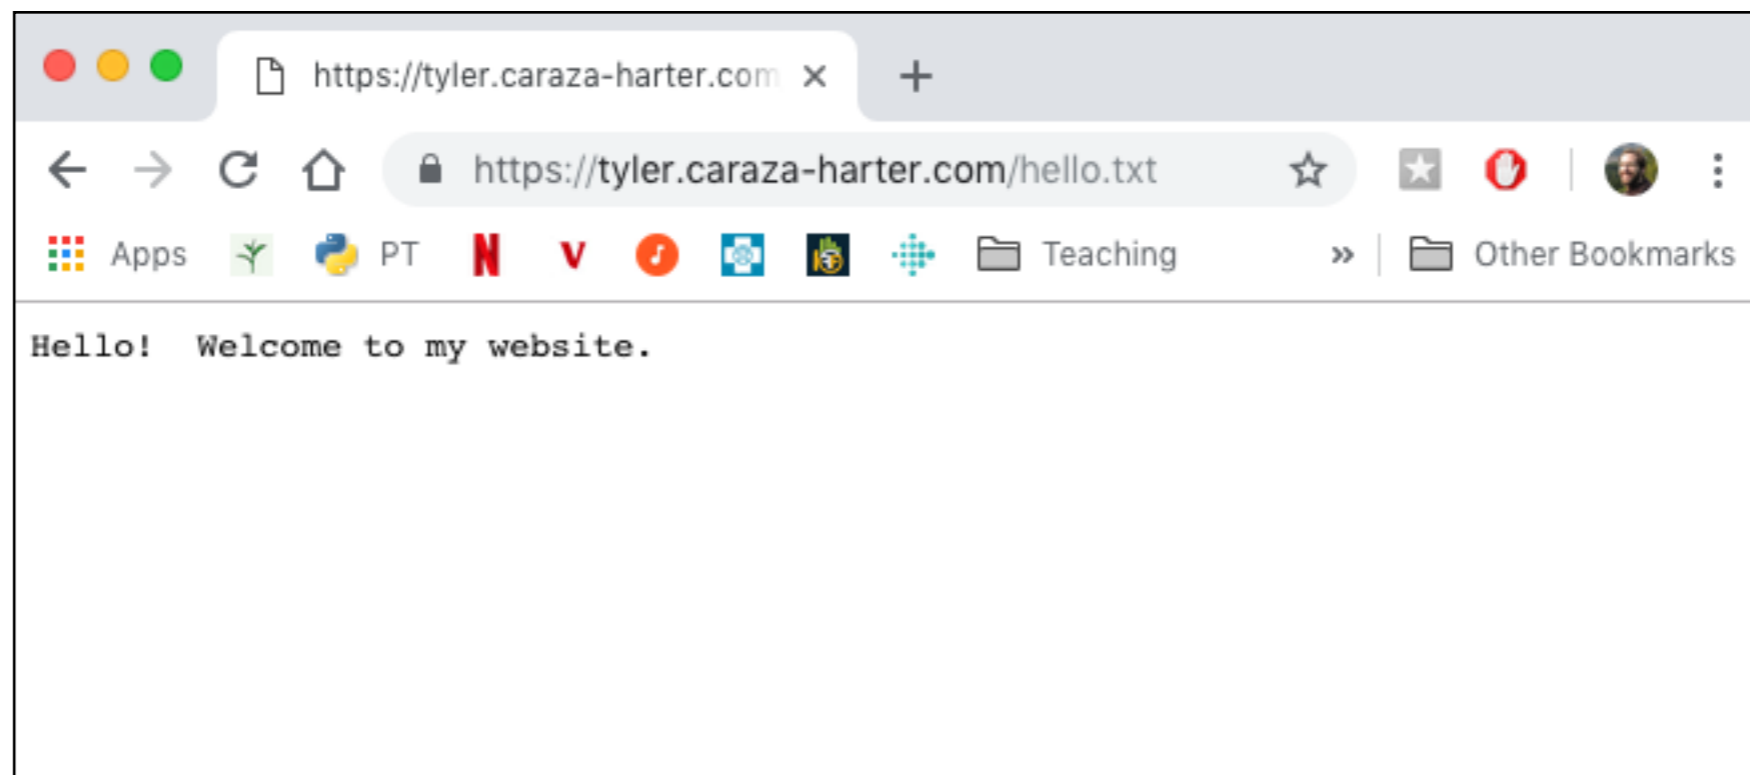 https://tyler.caraza-harter.com
https://tyler.caraza-harter.com/hello.txt
Apps PT N V Teaching » Other Bookmarks
Hello!  Welcome to my website.